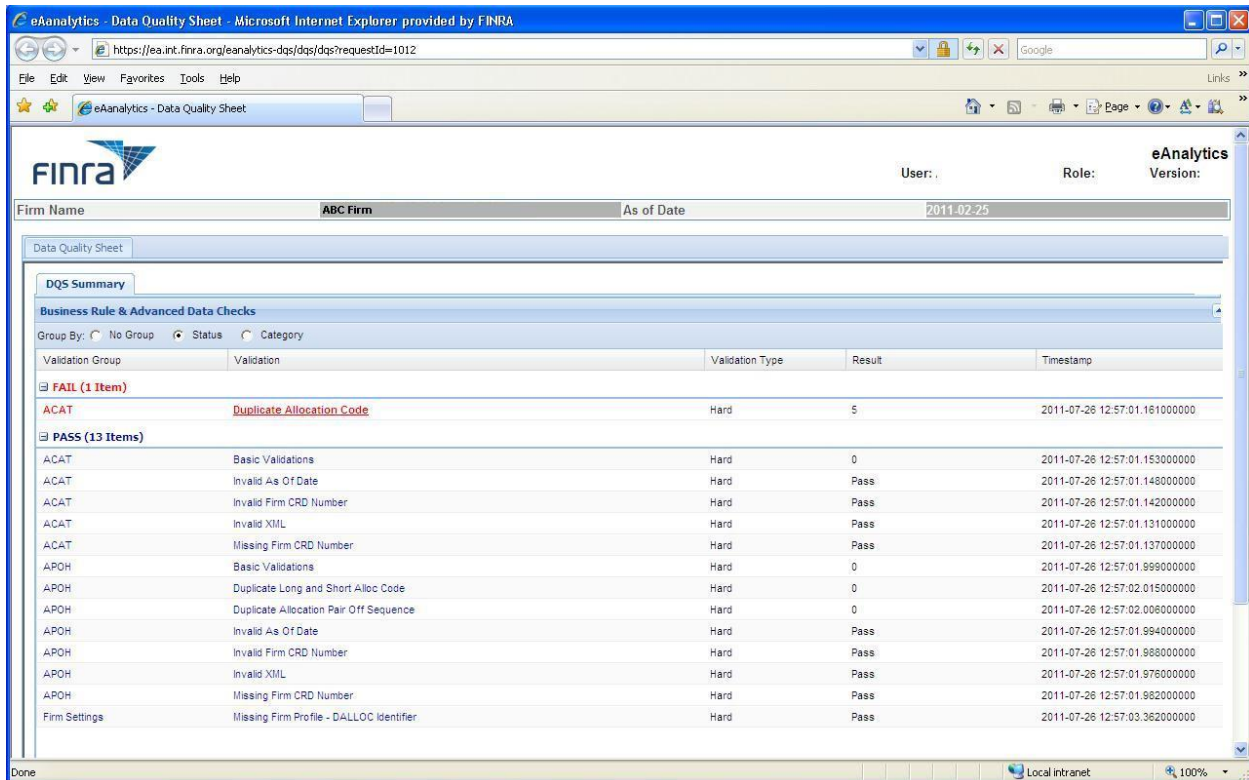 eAanalytics - Data Quality Sheet - Microsoft Internet Explorer provided by FINRA
https://ea.int.finra.org/eanalytics-dqs/dqs/dqs?requestId=1012
Google
File Edit View Favorites Tools Help
Links »
eAanalytics - Data Quality Sheet
Page
»
finra
eAnalytics
User: .
Role:
Version:
Firm Name ABC Firm As of Date 2011-02-25
Data Quality Sheet
DQS Summary
Business Rule & Advanced Data Checks
Group By: No Group Status Category
Validation Group Validation Validation Type Result Timestamp
FAIL (1 Item)
ACAT Duplicate Allocation Code Hard 5 2011-07-26 12:57:01.161000000
PASS (13 Items)
ACAT Basic Validations Hard 0 2011-07-26 12:57:01.153000000
ACAT Invalid As Of Date Hard Pass 2011-07-26 12:57:01.148000000
ACAT Invalid Firm CRD Number Hard Pass 2011-07-26 12:57:01.142000000
ACAT Invalid XML Hard Pass 2011-07-26 12:57:01.131000000
ACAT Missing Firm CRD Number Hard Pass 2011-07-26 12:57:01.137000000
APOH Basic Validations Hard 0 2011-07-26 12:57:01.999000000
APOH Duplicate Long and Short Alloc Code Hard 0 2011-07-26 12:57:02.015000000
APOH Duplicate Allocation Pair Off Sequence Hard 0 2011-07-26 12:57:02.006000000
APOH Invalid As Of Date Hard Pass 2011-07-26 12:57:01.994000000
APOH Invalid Firm CRD Number Hard Pass 2011-07-26 12:57:01.988000000
APOH Invalid XML Hard Pass 2011-07-26 12:57:01.976000000
APOH Missing Firm CRD Number Hard Pass 2011-07-26 12:57:01.982000000
Firm Settings Missing Firm Profile - DALLOC Identifier Hard Pass 2011-07-26 12:57:03.362000000
Done Local intranet 100%